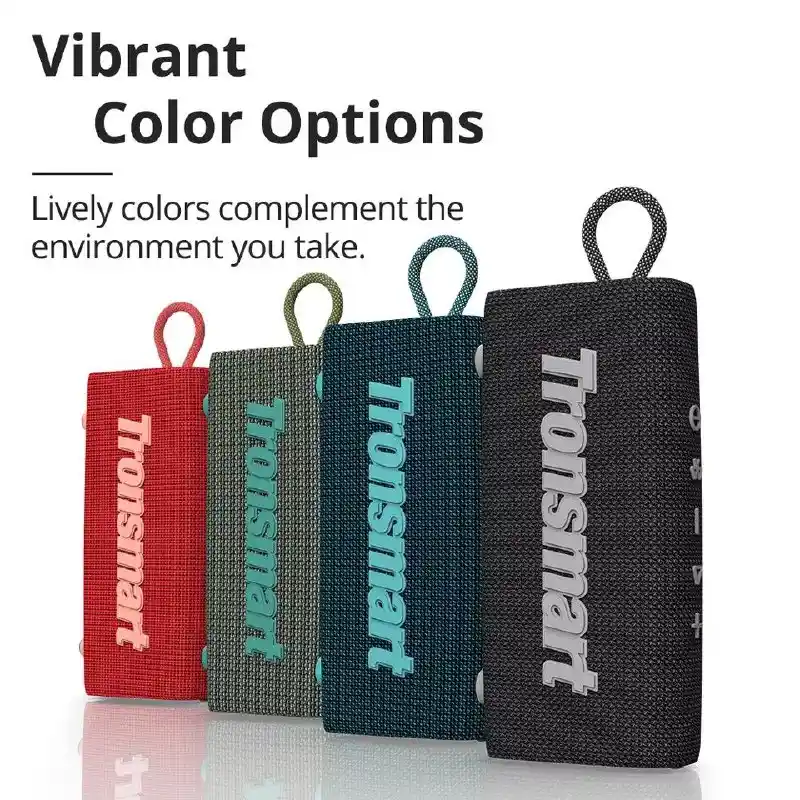 Vibrant
Color Options
Lively colors complement the
environment you take.
Tronsmart
Tronsmart
Tronsmart
Tronsmart